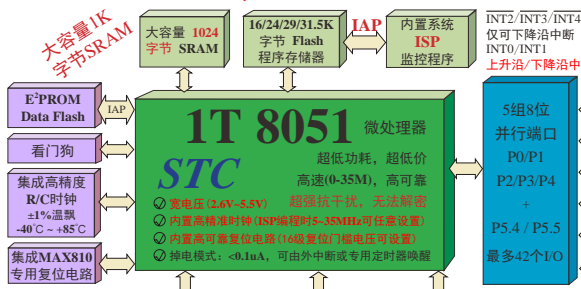 大容量1K
字节SRAM
大容量 1024
字节 SRAM
16/24/29/31.5K
字节 Flash
程序存储器
IAP
内置系统
ISP
监控程序
INT2/INT3/INT4
仅可下降沿中断
INT0/INT1
上升沿/下降沿中
E²PROM
Data Flash
IAP
看门狗
集成高精度
R/C时钟
±1%温飘
-40℃ ~ +85℃
集成MAX810
专用复位电路
1T 8051 微处理器
STC
超低功耗，超低价
高速(0-35M)，高可靠
超强抗干扰，无法解密
宽电压(2.6V~5.5V)
内置高精准时钟(ISP编程时5~35MHz可任意设置)
内置高可靠复位电路(16级复位门槛电压可设置)
掉电模式：<0.1uA，可由外中断或专用定时器唤醒
5组8位
并行端口
P0/P1
P2/P3/P4
+
P5.4 / P5.5
最多42个I/O